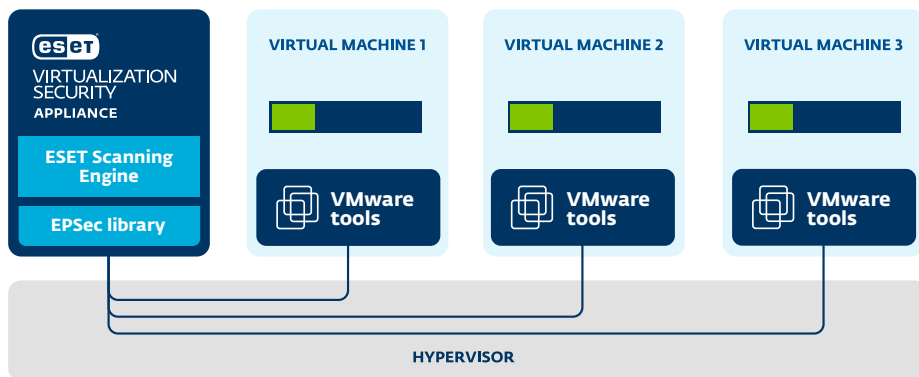 eset
VIRTUALIZATION
SECURITY
APPLIANCE
ESET Scanning
Engine
EPSec library
VIRTUAL MACHINE 1
VMware
tools
VIRTUAL MACHINE 2
VMware
tools
VIRTUAL MACHINE 3
VMware
tools
HYPERVISOR